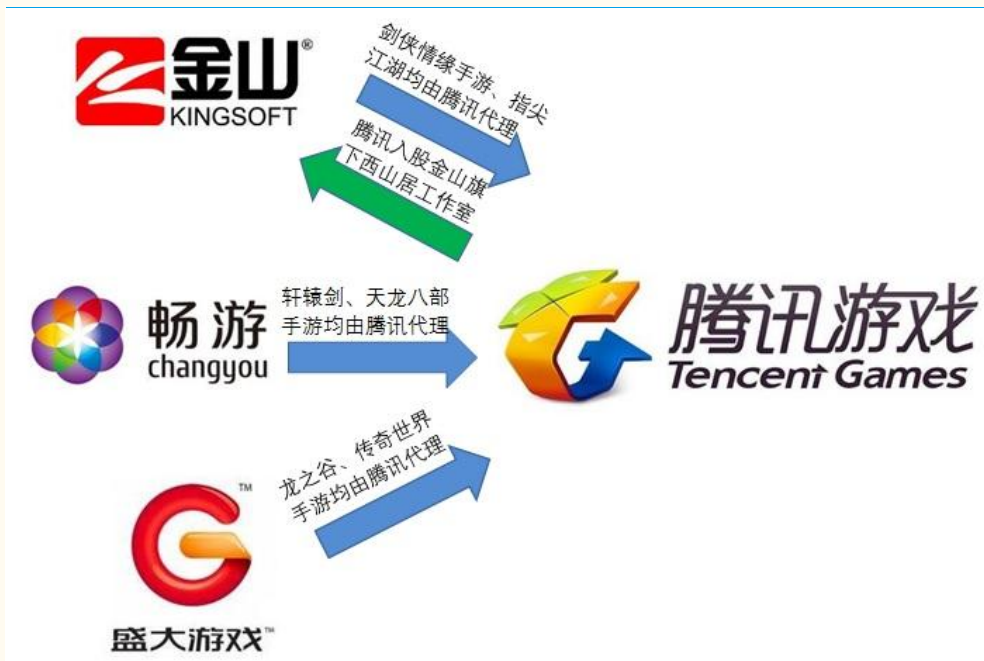 金山®
KINGSOFT
剑侠情缘手游、指尖
江湖均由腾讯代理
腾讯入股金山旗
下西山居工作室
畅游
changyou
轩辕剑、天龙八部
手游均由腾讯代理
腾讯游戏
Tencent Games
龙之谷、传奇世界
手游均由腾讯代理
TM
盛大游戏™